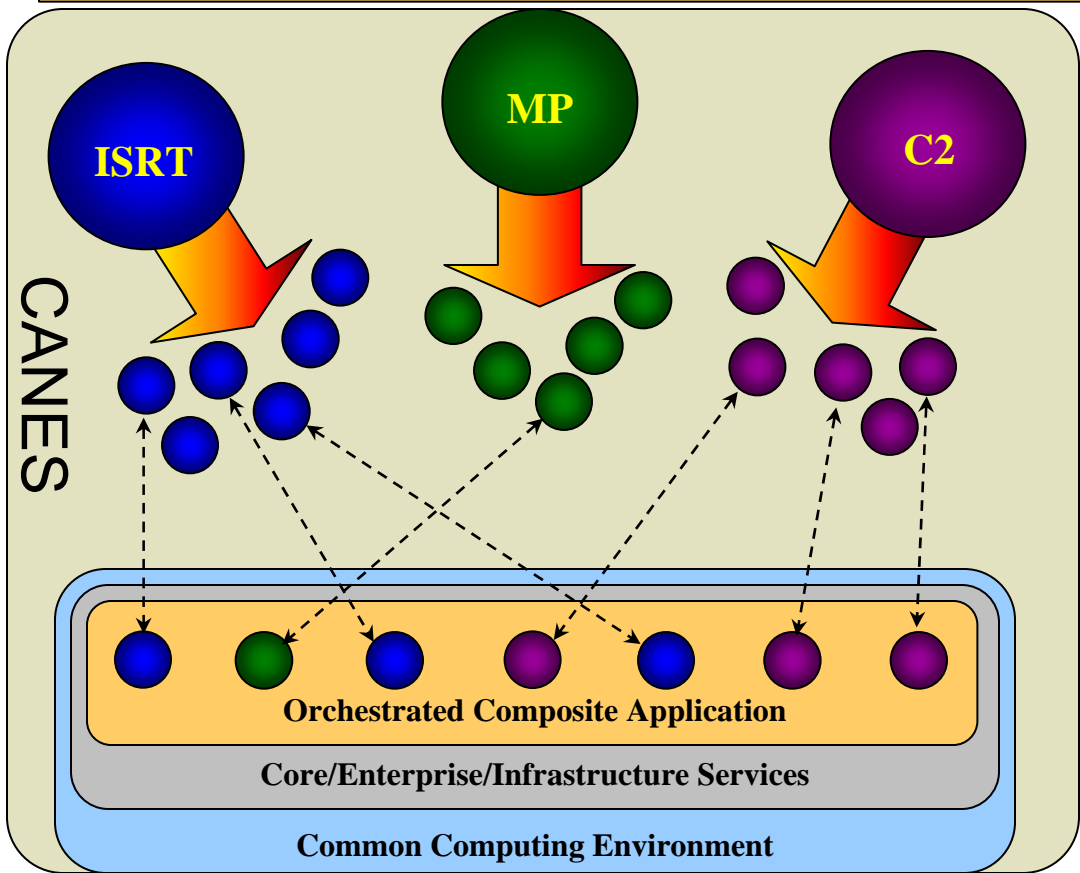 ISRT
MP
C2
CANES
Orchestrated Composite Application
Core/Enterprise/Infrastructure Services
Common Computing Environment